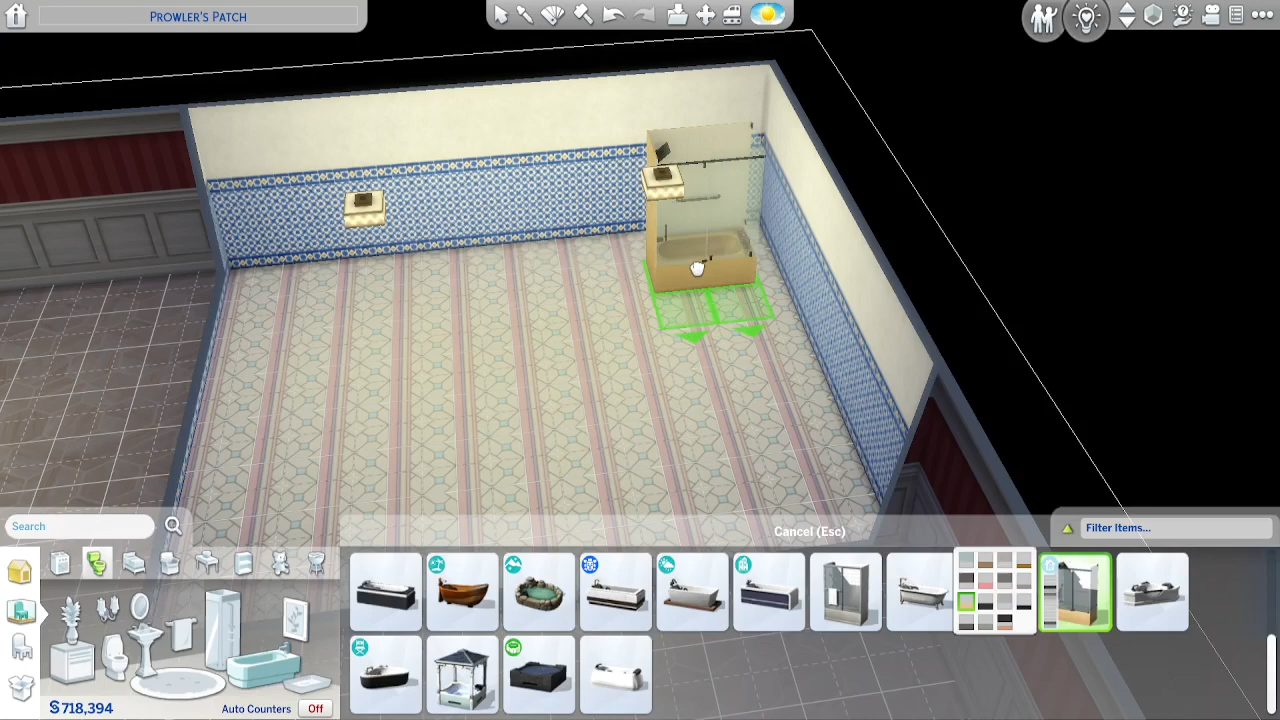 PROWLER'S PATCH
Search
Cancel (Esc)
Filter Items...
§718,394
Auto Counters
Off